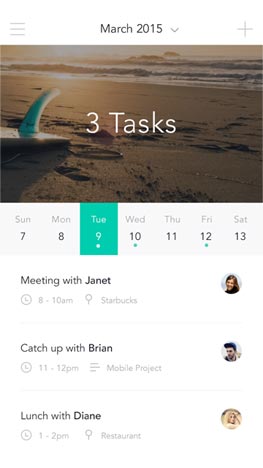 March 2015
3 Tasks
Sun Mon Tue Wed Thu Fri Sat
7 8 9 10 11 12 13
Meeting with Janet
8 - 10am Starbucks
Catch up with Brian
11 - 12pm Mobile Project
Lunch with Diane
1 - 2pm Restaurant